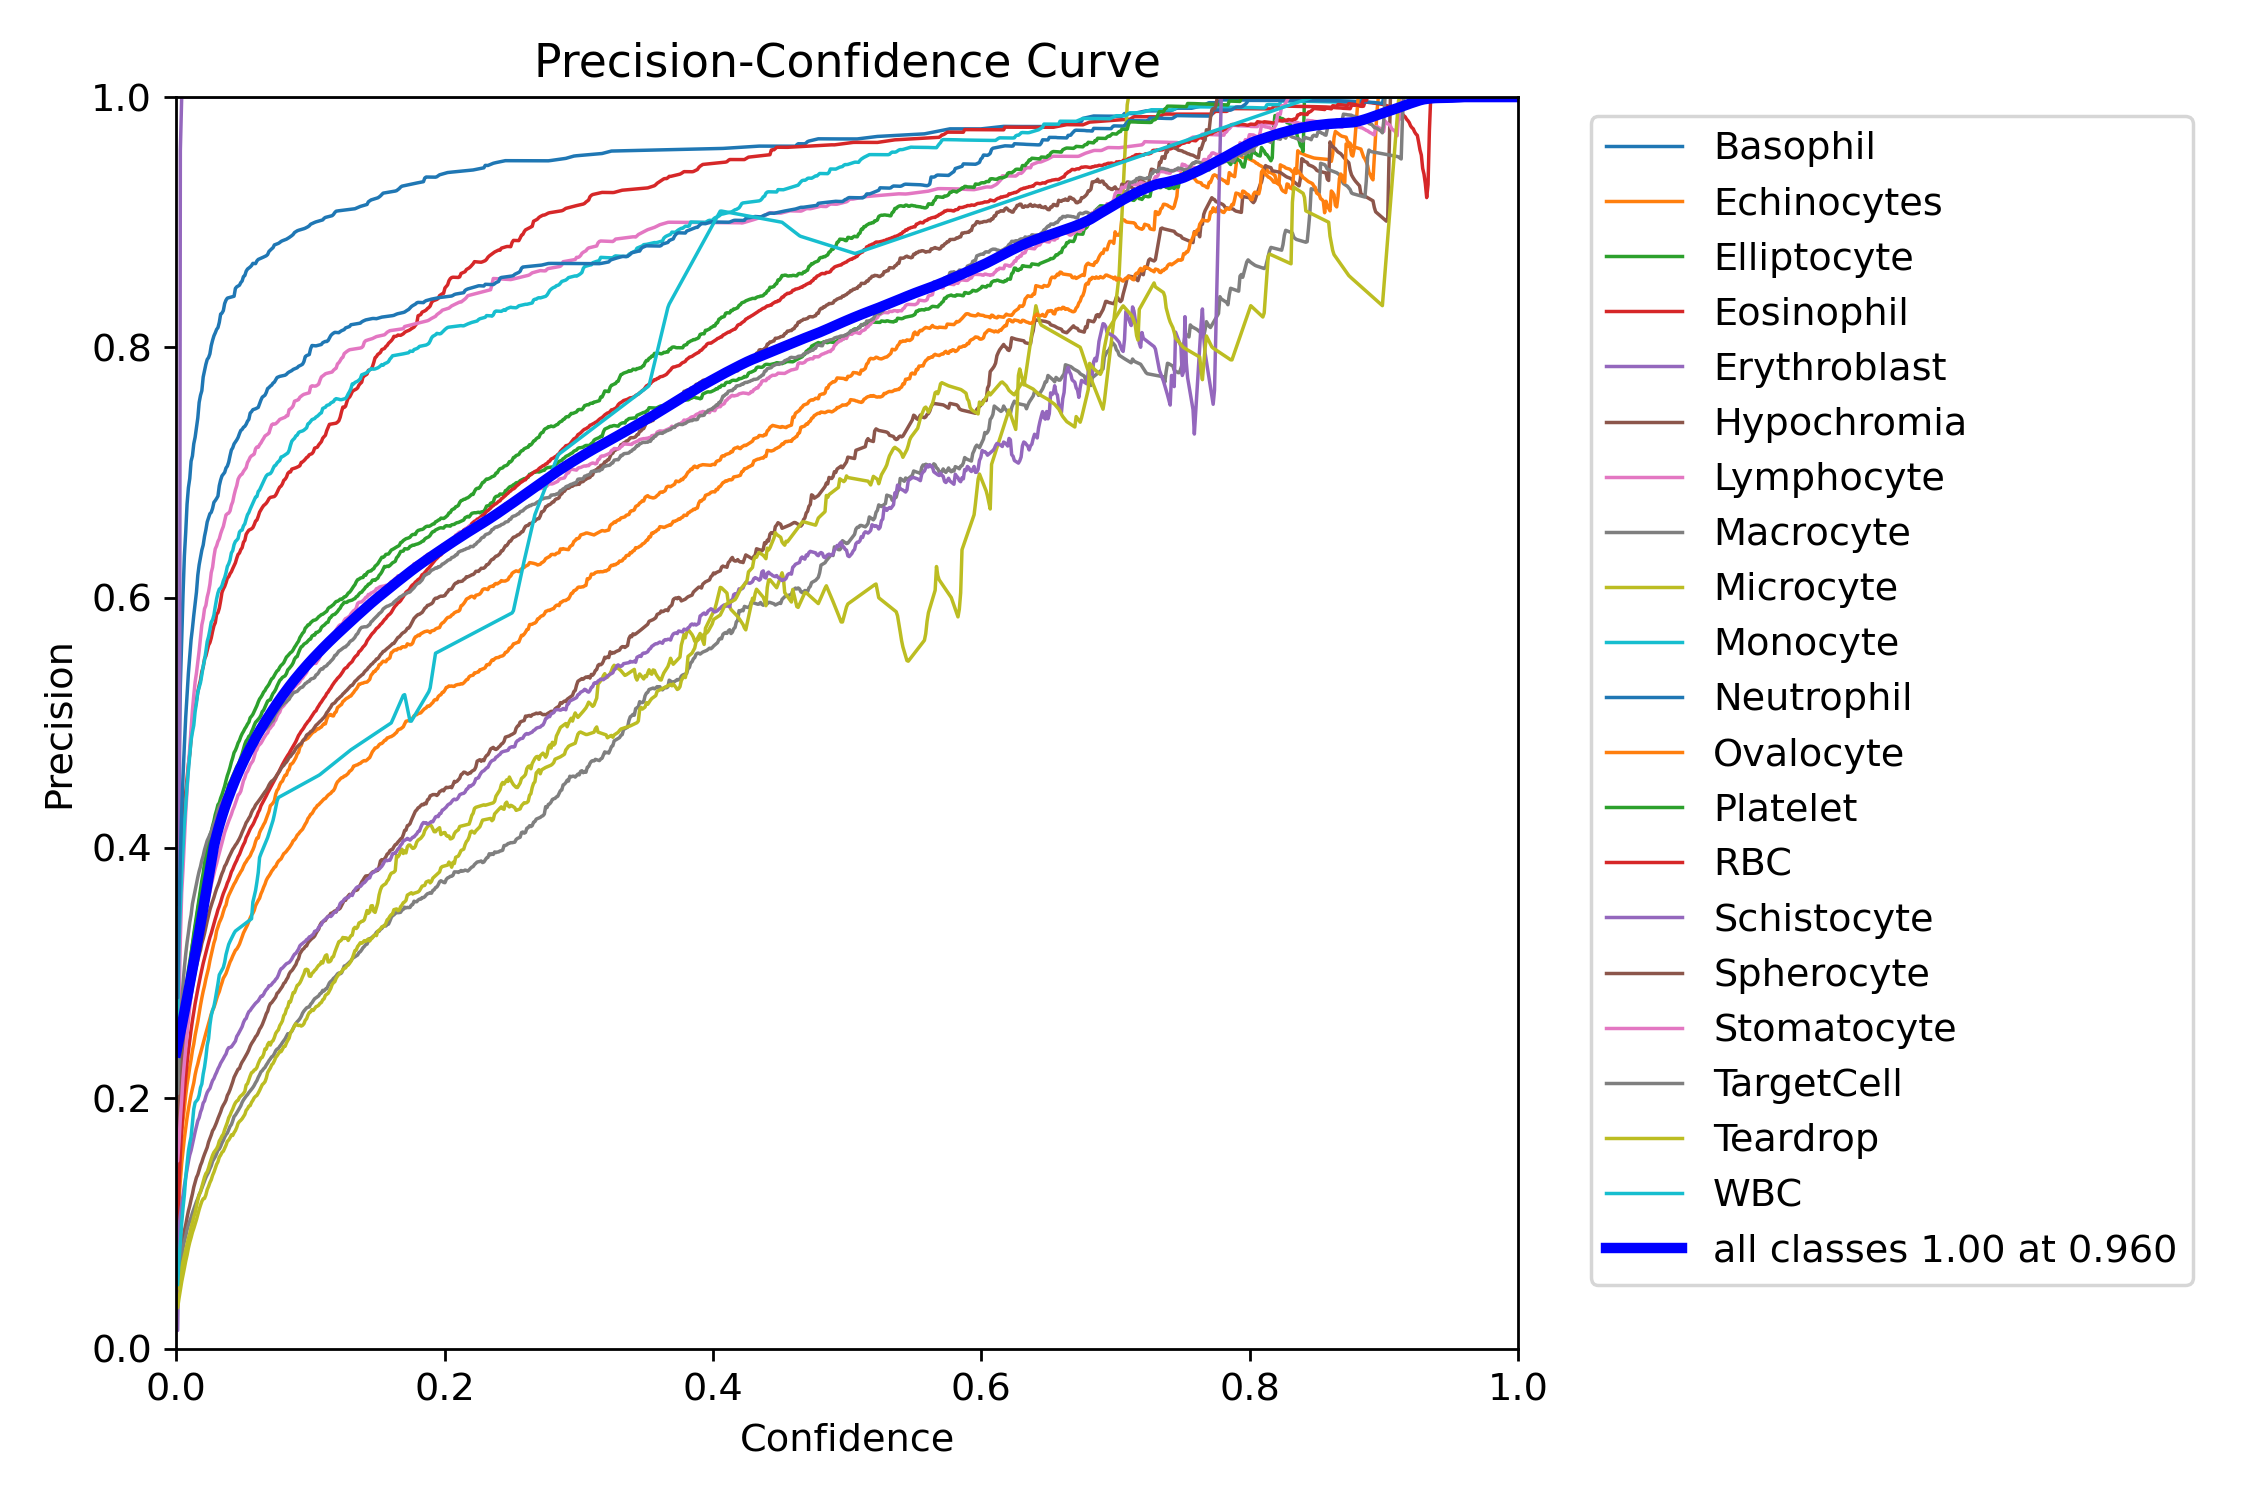 Precision-Confidence Curve
1.0
0.8
0.6
0.4
0.2
0.0
Precision
0.0 0.2 0.4 0.6 0.8 1.0
Confidence
Basophil
Echinocytes
Elliptocyte
Eosinophil
Erythroblast
Hypochromia
Lymphocyte
Macrocyte
Microcyte
Monocyte
Neutrophil
Ovalocyte
Platelet
RBC
Schistocyte
Spherocyte
Stomatocyte
TargetCell
Teardrop
WBC
all classes 1.00 at 0.960